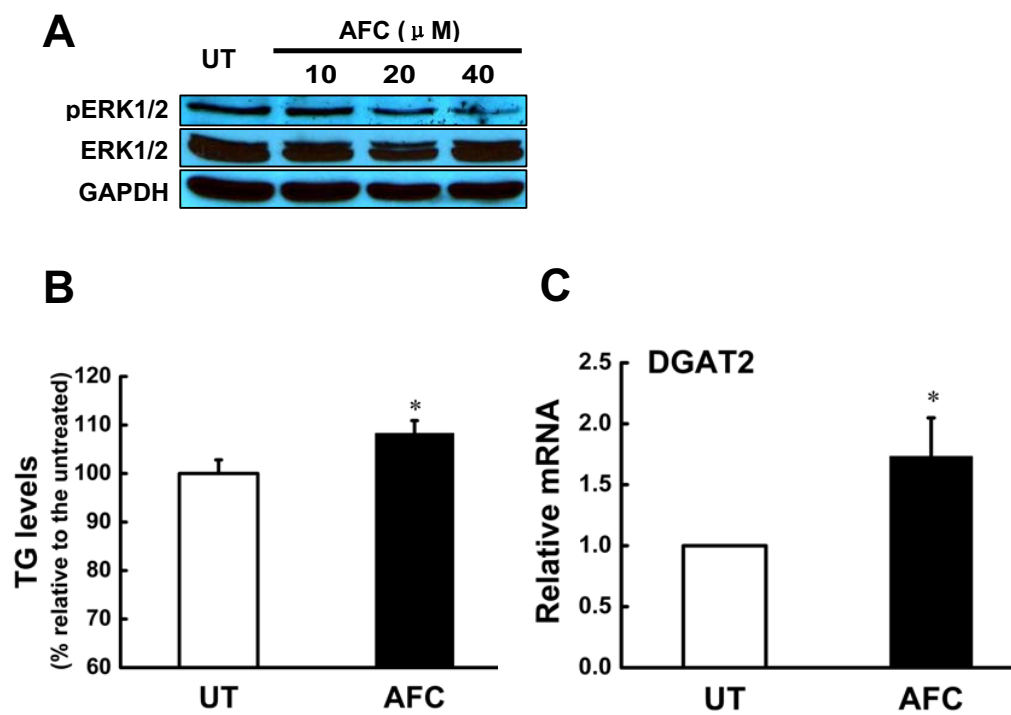 A
AFC ( μ M)
UT
10 20 40
pERK1/2
ERK1/2
GAPDH
B
TG levels
(% relative to the untreated)
120
110
100
90
80
70
60
*
UT AFC
C
DGAT2
Relative mRNA
2.5
2.0
1.5
1.0
0.5
0.0
*
UT AFC